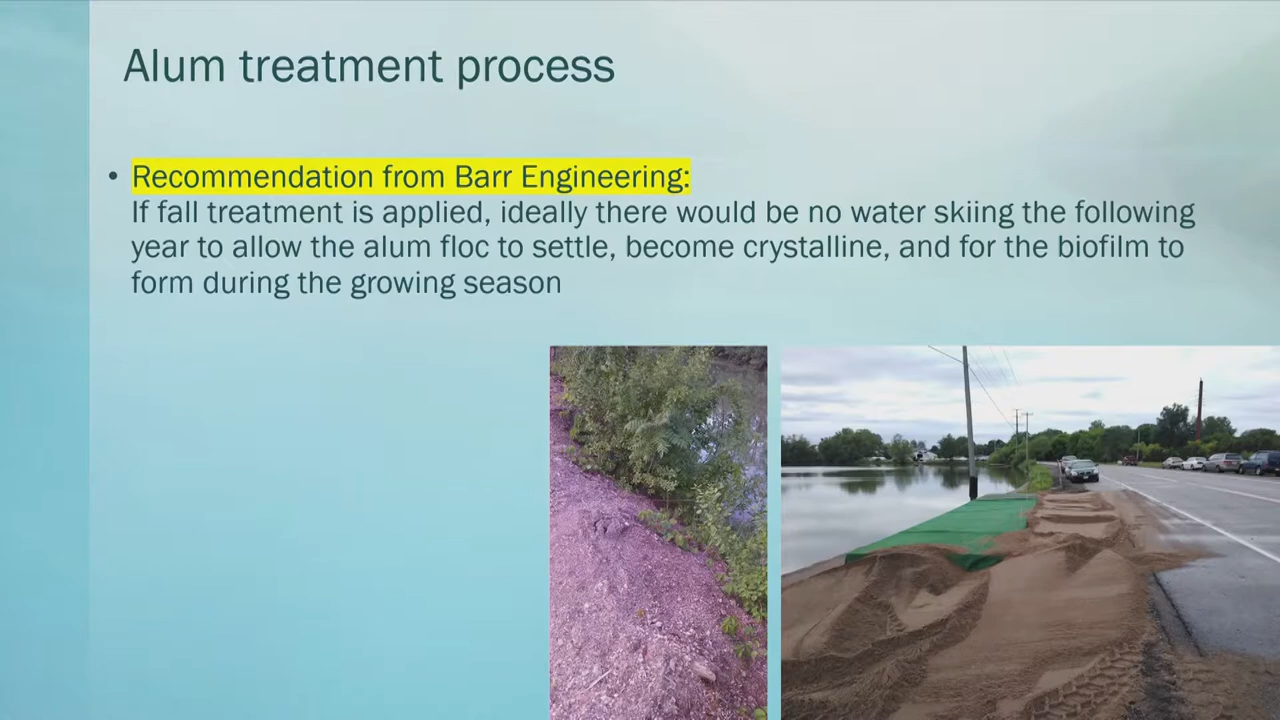 Alum treatment process
• Recommendation from Barr Engineering:
If fall treatment is applied, ideally there would be no water skiing the following
year to allow the alum floc to settle, become crystalline, and for the biofilm to
form during the growing season